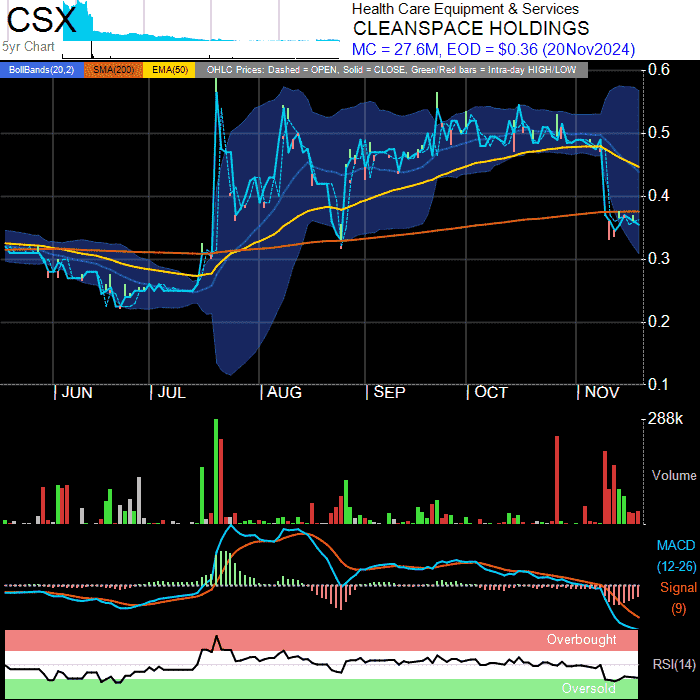 CSX
5yr Chart
Health Care Equipment & Services
CLEANSPACE HOLDINGS
MC = 27.6M, EOD = $0.36 (20Nov2024)
BollBands(20,2) SMA(200) EMA(50) OHLC Prices: Dashed = OPEN, Solid = CLOSE, Green/Red bars = Intra-day HIGH/LOW
0.6
0.5
0.4
0.3
0.2
0.1
JUN JUL AUG SEP OCT NOV
288k
Volume
MACD
(12-26)
Signal
(9)
Overbought
RSI(14)
Oversold